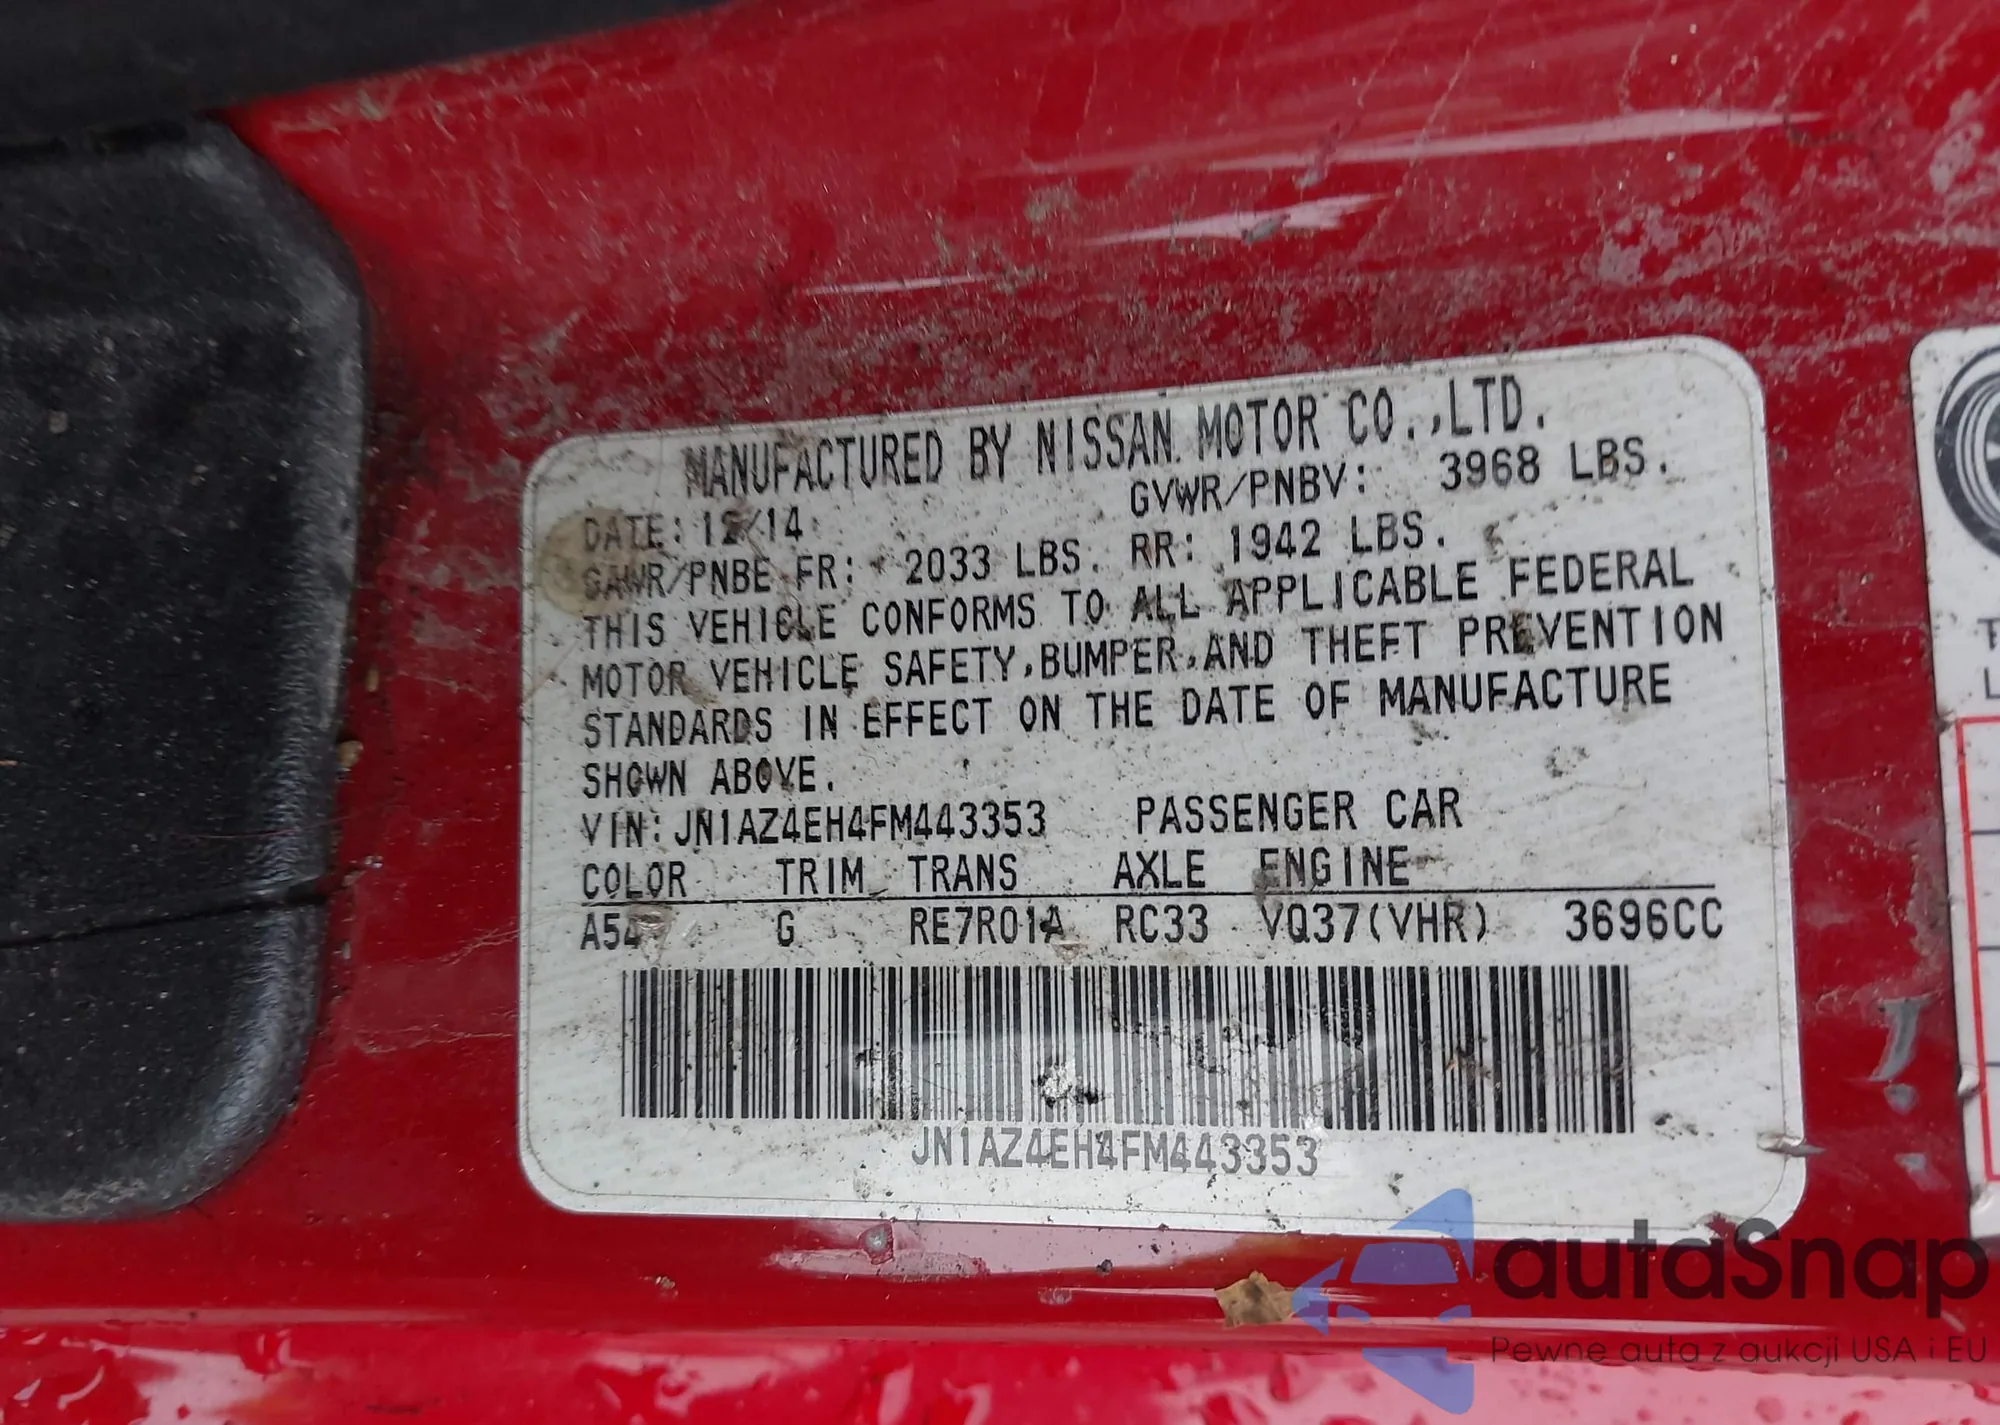 MANUFACTURED BY NISSAN MOTOR CO.,LTD.
DATE: 12/14 GVWR/PNBV: 3968 LBS.
GAWR/PNBE FR: 2033 LBS. RR: 1942 LBS.
THIS VEHICLE CONFORMS TO ALL APPLICABLE FEDERAL
MOTOR VEHICLE SAFETY,BUMPER,AND THEFT PREVENTION
STANDARDS IN EFFECT ON THE DATE OF MANUFACTURE
SHOWN ABOVE.
VIN:JN1AZ4EH4FM443353 PASSENGER CAR
COLOR TRIM TRANS AXLE ENGINE
A54 G RE7R01A RC33 VQ37(VHR) 3696CC
JN1AZ4EH4FM443353
autaSnap
Pewne auta z aukcji USA i EU